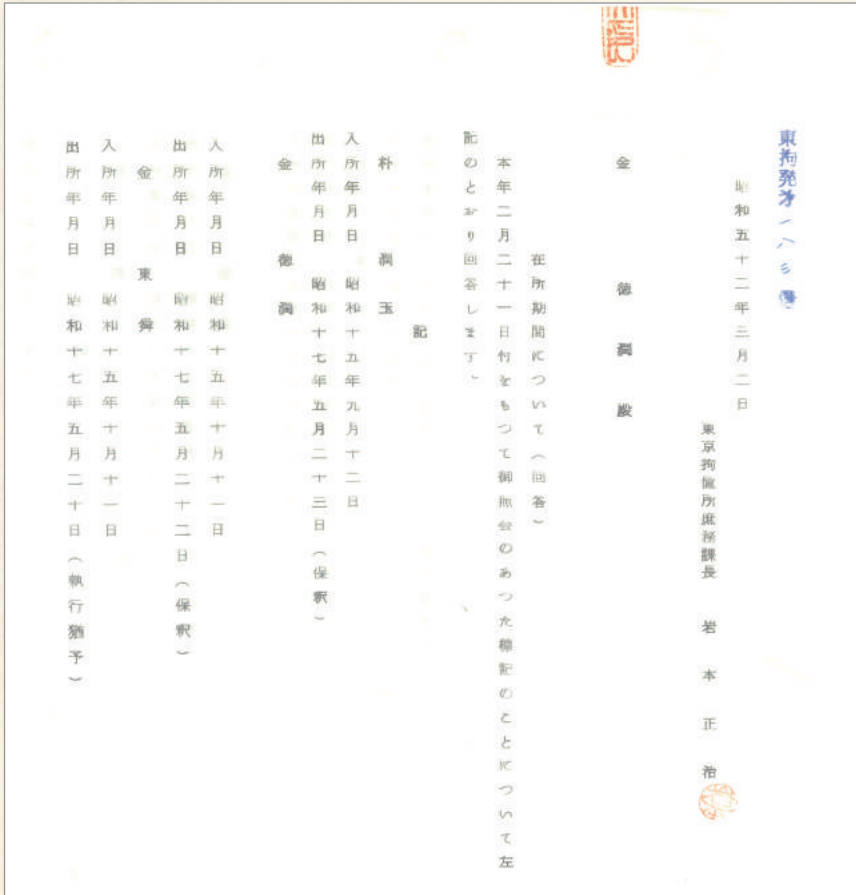 東拘発才一八三号
昭和五十二年三月二日
東京拘置所庶務課長 岩本正治
金 徳潤殿
在所期間について(回答)
本年二月二十一日付をもつて御照会のあつた標記のことについて左
記のとおり回答します。
記
朴潤玉
入所年月日 昭和十五年九月十二日
出所年月日 昭和十七年五月二十三日(保釈)
金徳潤
入所年月日 昭和十五年十月十一日
出所年月日 昭和十七年五月二十二日(保釈)
金東舜
入所年月日 昭和十五年十月十一日
出所年月日 昭和十七年五月二十日(執行猶予)